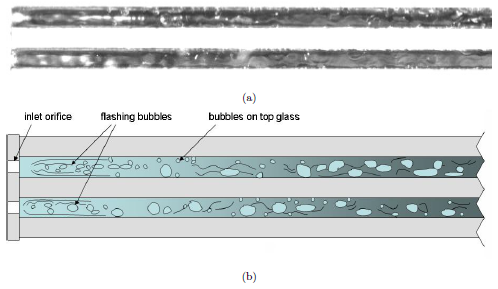 (a)
inlet orifice
flashing bubbles
bubbles on top glass
(b)